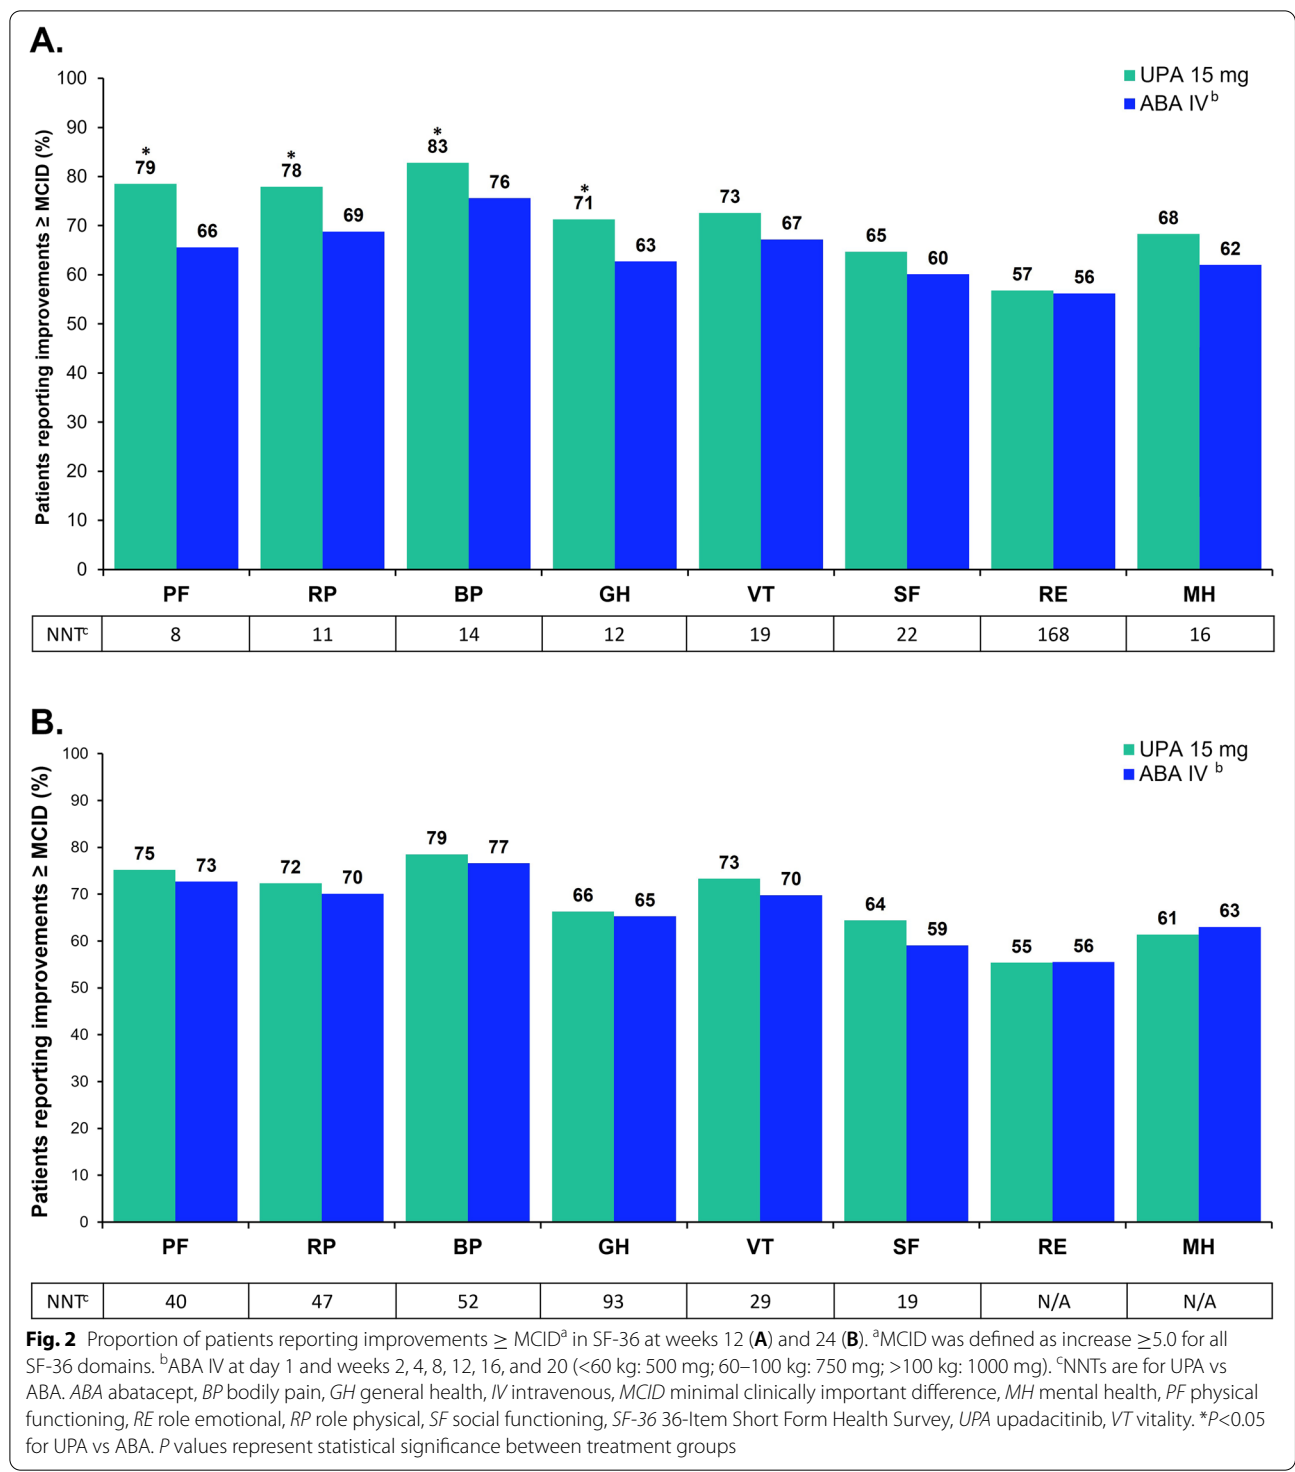 A.
UPA 15 mg
ABA IV b
Patients reporting improvements ≥ MCID (%)
100
90
80
70
60
50
40
30
20
10
0
* 79 66
* 78 69
* 83 76
* 71 63
73 67
65 60
57 56
68 62
PF RP BP GH VT SF RE MH
NNTc 8 11 14 12 19 22 168 16
B.
UPA 15 mg
ABA IV b
Patients reporting improvements ≥ MCID (%)
100
90
80
70
60
50
40
30
20
10
0
75 73
72 70
79 77
66 65
73 70
64 59
55 56
61 63
PF RP BP GH VT SF RE MH
NNTc 40 47 52 93 29 19 N/A N/A
Fig. 2 Proportion of patients reporting improvements ≥ MCIDa in SF-36 at weeks 12 (A) and 24 (B). aMCID was defined as increase ≥5.0 for all
SF-36 domains. bABA IV at day 1 and weeks 2, 4, 8, 12, 16, and 20 (<60 kg: 500 mg; 60–100 kg: 750 mg; >100 kg: 1000 mg). cNNTs are for UPA vs
ABA. ABA abatacept, BP bodily pain, GH general health, IV intravenous, MCID minimal clinically important difference, MH mental health, PF physical
functioning, RE role emotional, RP role physical, SF social functioning, SF-36 36-Item Short Form Health Survey, UPA upadacitinib, VT vitality. *P<0.05
for UPA vs ABA. P values represent statistical significance between treatment groups